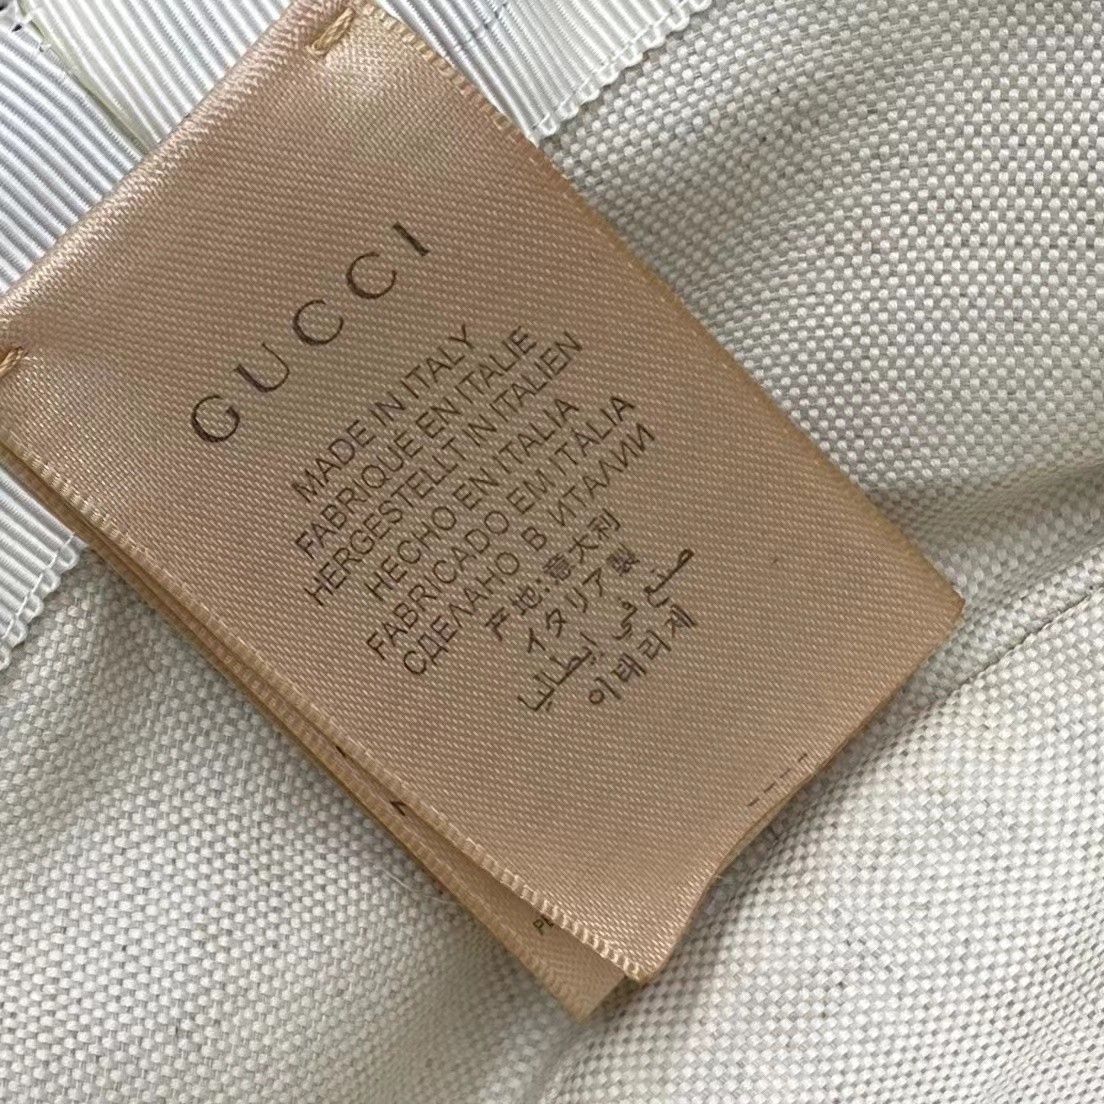 GUCCI
MADE IN ITALY
FABRIQUE EN ITALIE
HERGESTELLT IN ITALIEN
HECHO EN ITALIA
FABRICADO EM ITÁLIA
СДЕЛАНО В ИТАЛИИ
产地:意大利
イタリア製
صنع في إيطاليا
이태리제